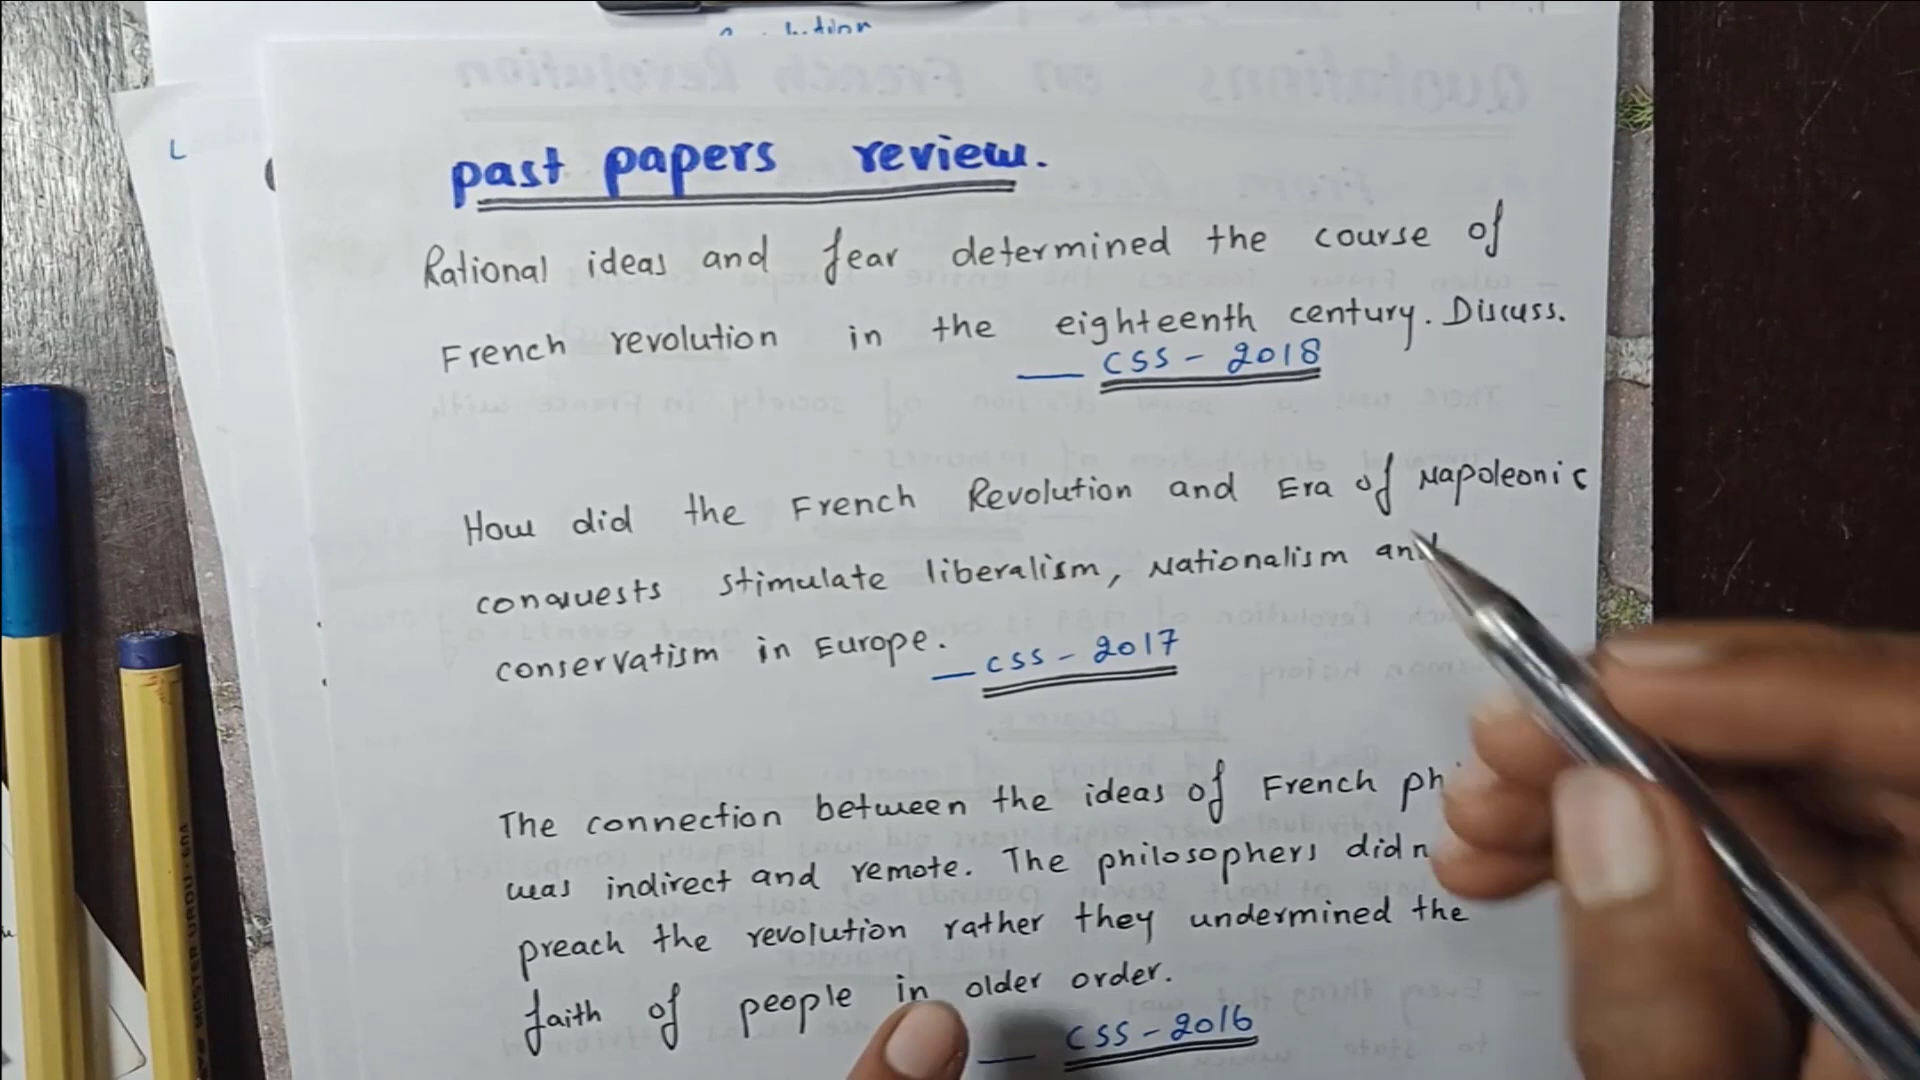 past papers review.
Rational ideas and fear determined the course of
French revolution in the eighteenth century. Discuss.
CSS - 2018
How did the French Revolution and Era of Napoleonic
conquests stimulate liberalism, Nationalism and
conservatism in Europe.
CSS - 2017
The connection between the ideas of French
was indirect and remote. The philosophers didn
preach the revolution rather they undermined the
faith of people in older order.
CSS - 2016